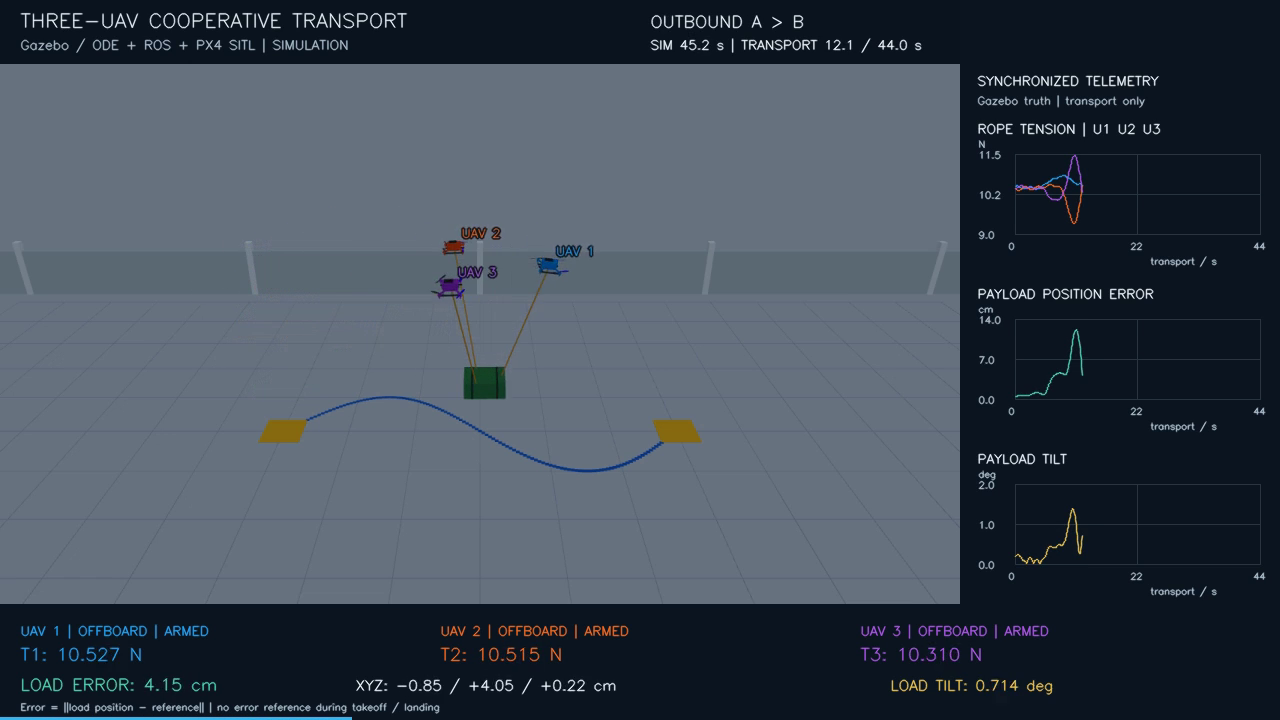 THREE-UAV COOPERATIVE TRANSPORT
Gazebo / ODE + ROS + PX4 SITL | SIMULATION
OUTBOUND A > B
SIM 45.2 s | TRANSPORT 12.1 / 44.0 s
UAV 2
UAV 1
UAV 3
SYNCHRONIZED TELEMETRY
Gazebo truth | transport only
ROPE TENSION | U1 U2 U3
N
11.5
10.2
9.0
0 22 44
transport / s
PAYLOAD POSITION ERROR
cm
14.0
7.0
0.0
0 22 44
transport / s
PAYLOAD TILT
deg
2.0
1.0
0.0
0 22 44
transport / s
UAV 1 | OFFBOARD | ARMED
T1: 10.527 N
UAV 2 | OFFBOARD | ARMED
T2: 10.515 N
UAV 3 | OFFBOARD | ARMED
T3: 10.310 N
LOAD ERROR: 4.15 cm
XYZ: -0.85 / +4.05 / +0.22 cm
LOAD TILT: 0.714 deg
Error = ||load position - reference|| | no error reference during takeoff / landing